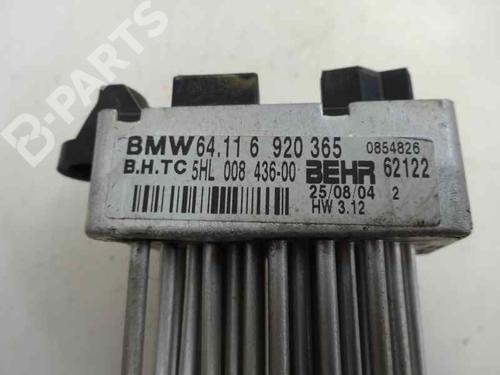 BMW 64.11 6 920 365 0854826
B.H.TC 5HL 008 436-00 BEHR 62122
25/08/04 2
HW 3.12
B-PARTS